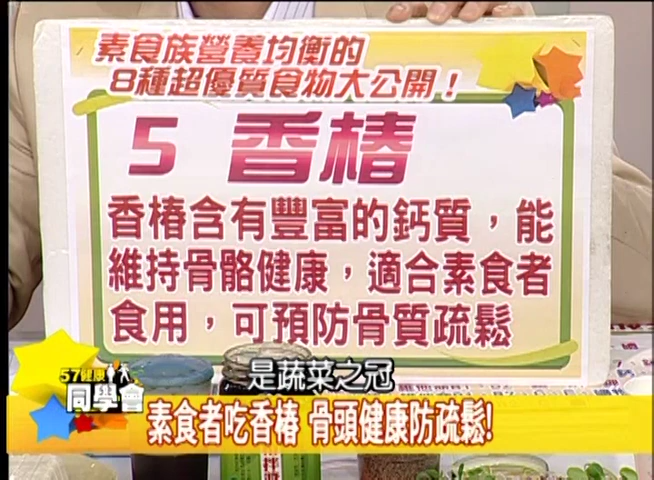 素食族營養均衡的
8種超優質食物大公開！
5 香椿
香椿含有豐富的鈣質，能
維持骨骼健康，適合素食者
食用，可預防骨質疏鬆
是蔬菜之冠
57健康
同學會
素食者吃香椿 骨頭健康防疏鬆!